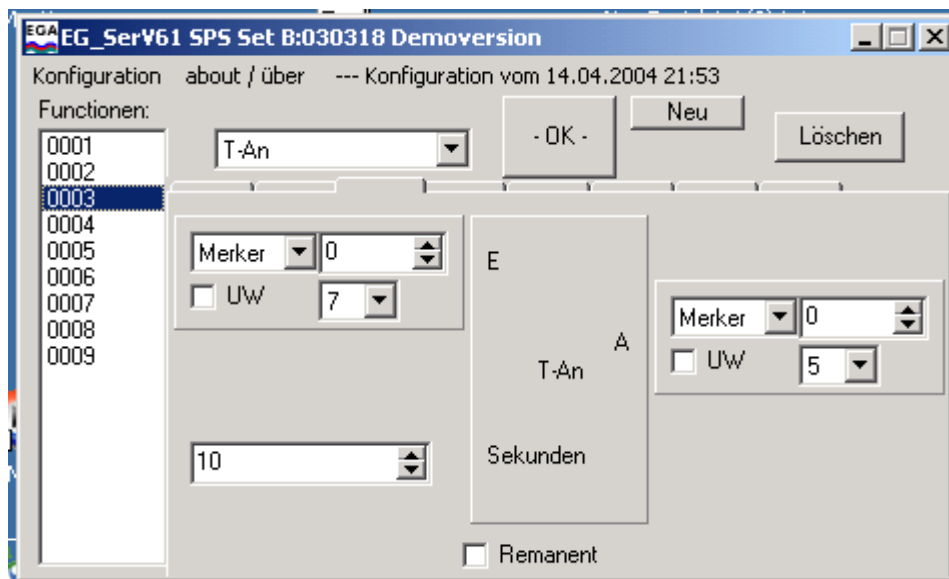 EGA EG_SerV61 SPS Set B:030318 Demoversion
Konfiguration about / über --- Konfiguration vom 14.04.2004 21:53
Functionen:
0001
0002
0003
0004
0005
0006
0007
0008
0009
T-An
- OK -
Neu
Löschen
Merker 0
UW 7
E
A
T-An
Merker 0
UW 5
10
Sekunden
Remanent